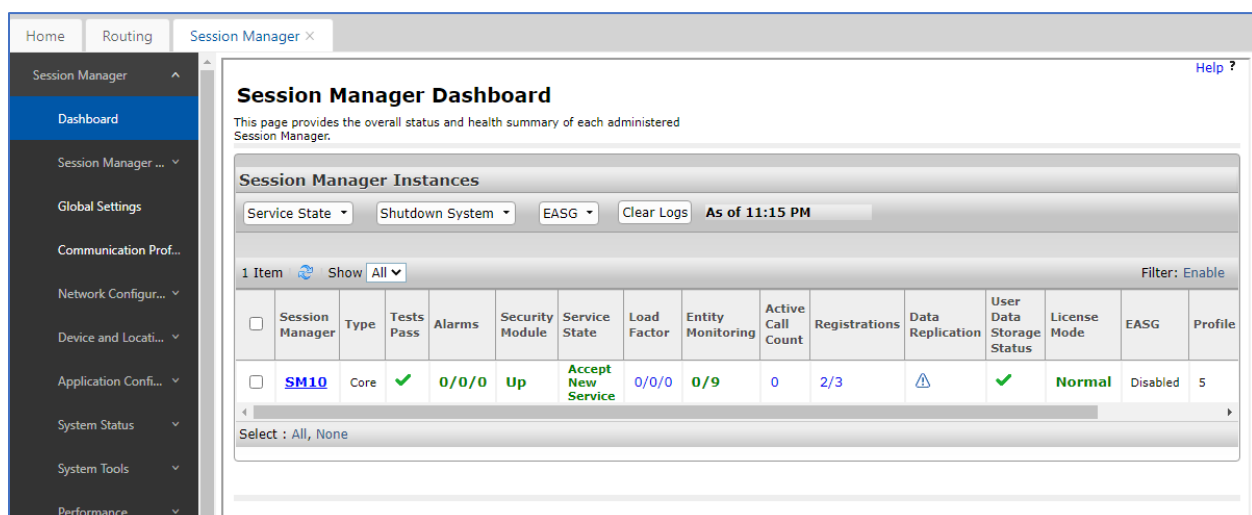 Home Routing Session Manager ×
Session Manager
Dashboard
Session Manager ...
Global Settings
Communication Prof...
Network Configur...
Device and Locati...
Application Confi...
System Status
System Tools
Performance
Help ?
Session Manager Dashboard
This page provides the overall status and health summary of each administered
Session Manager.
Session Manager Instances
Service State Shutdown System EASG Clear Logs As of 11:15 PM
1 Item Show All Filter: Enable
Session Manager Type Tests Pass Alarms Security Module Service State Load Factor Entity Monitoring Active Call Count Registrations Data Replication User Data Storage Status License Mode EASG Profile
SM10 Core 0/0/0 Up Accept New Service 0/0/0 0/9 0 2/3 Normal Disabled 5
Select : All, None